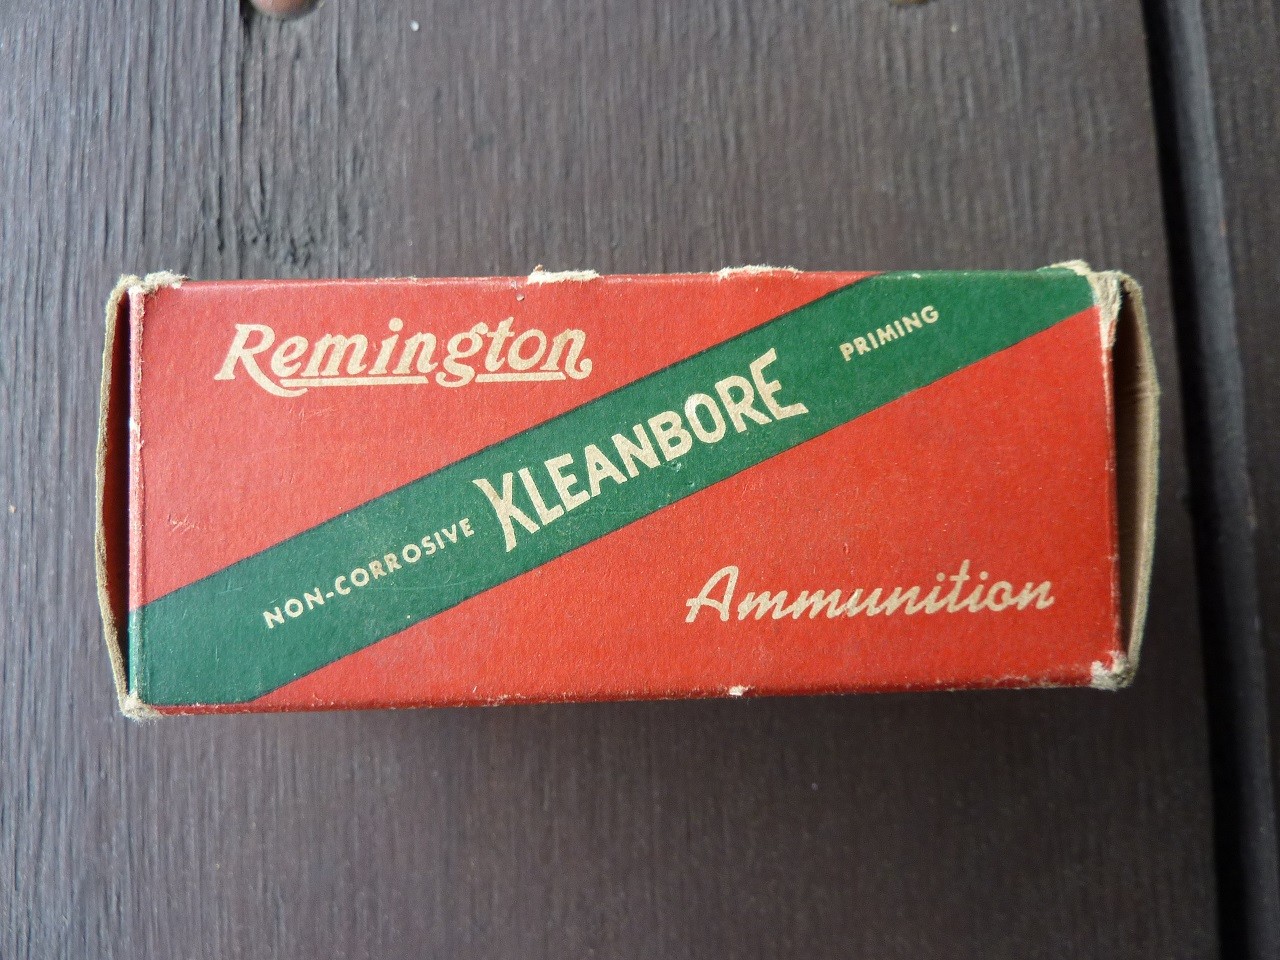 Remington
NON-CORROSIVE KLEANBORE PRIMING
Ammunition